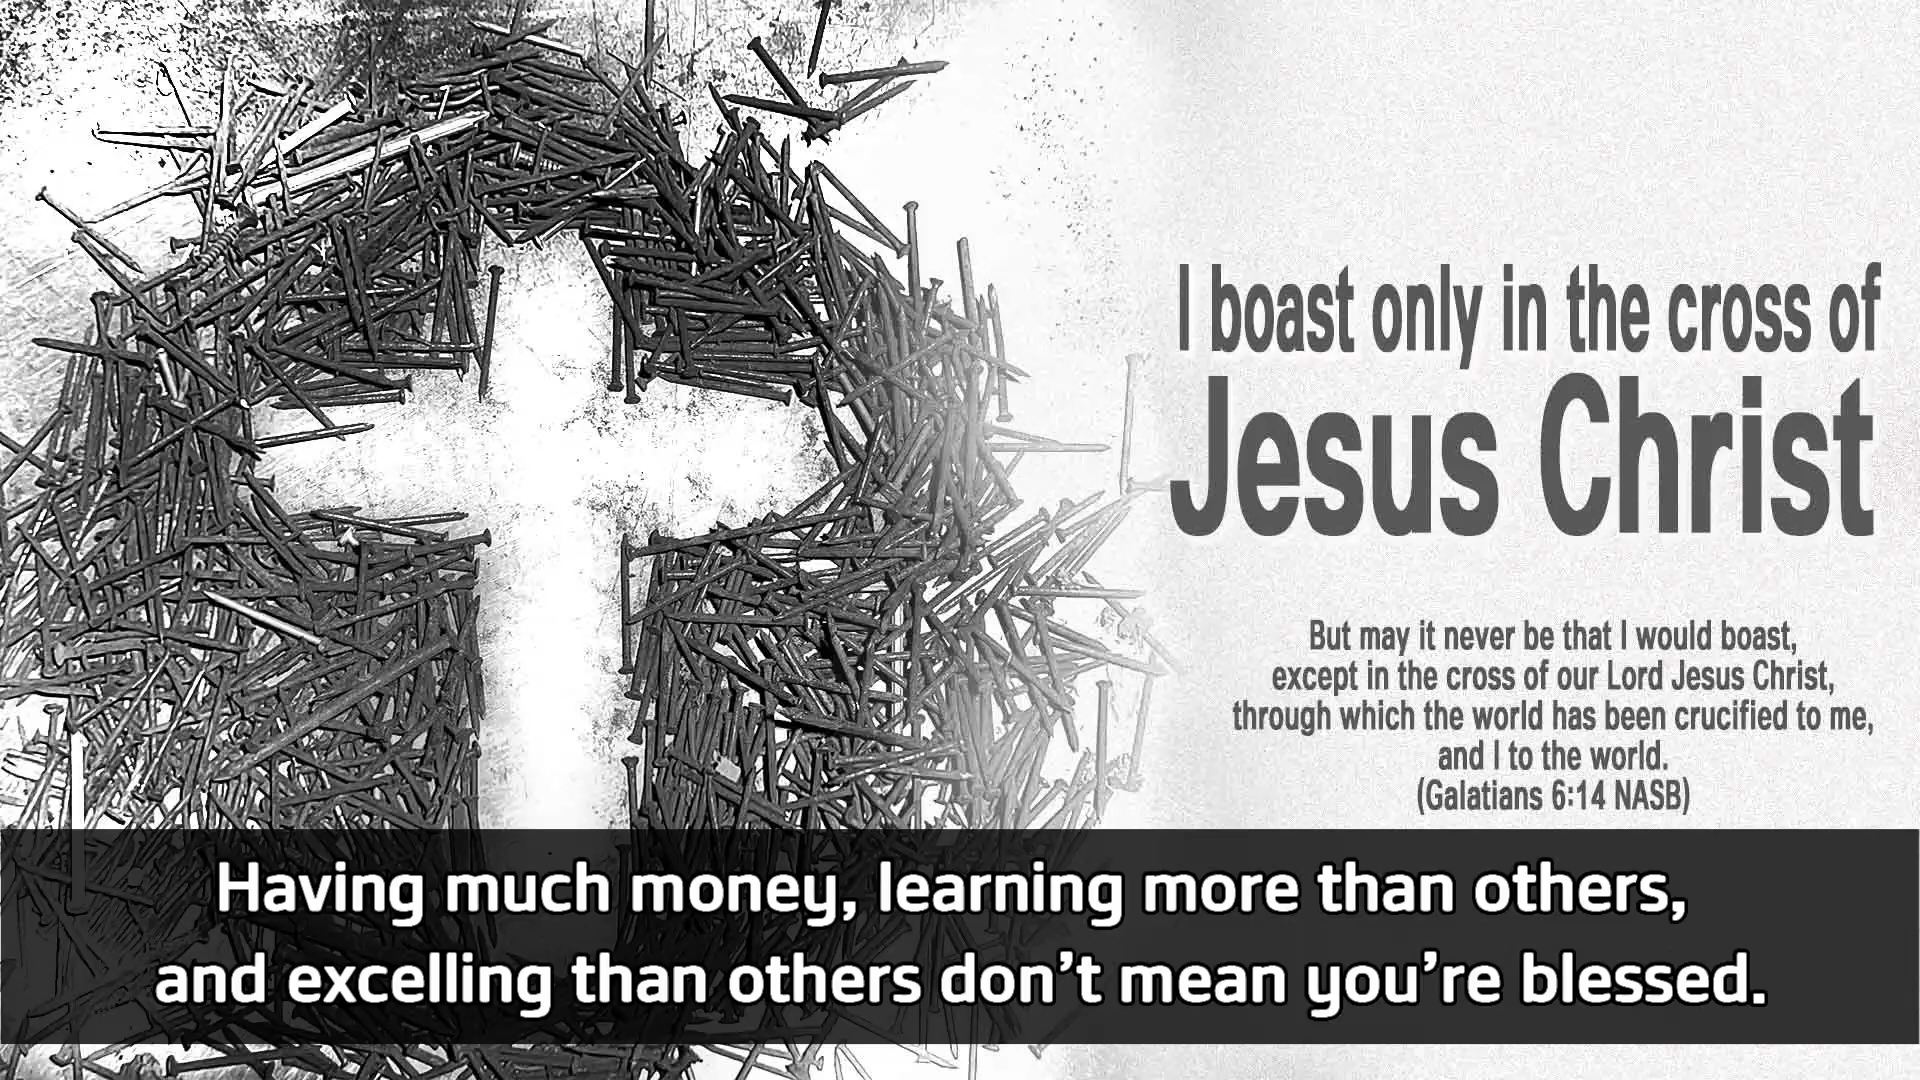 I boast only in the cross of
Jesus Christ
But may it never be that I would boast,
except in the cross of our Lord Jesus Christ,
through which the world has been crucified to me,
and I to the world.
(Galatians 6:14 NASB)
Having much money, learning more than others,
and excelling than others don’t mean you’re blessed.